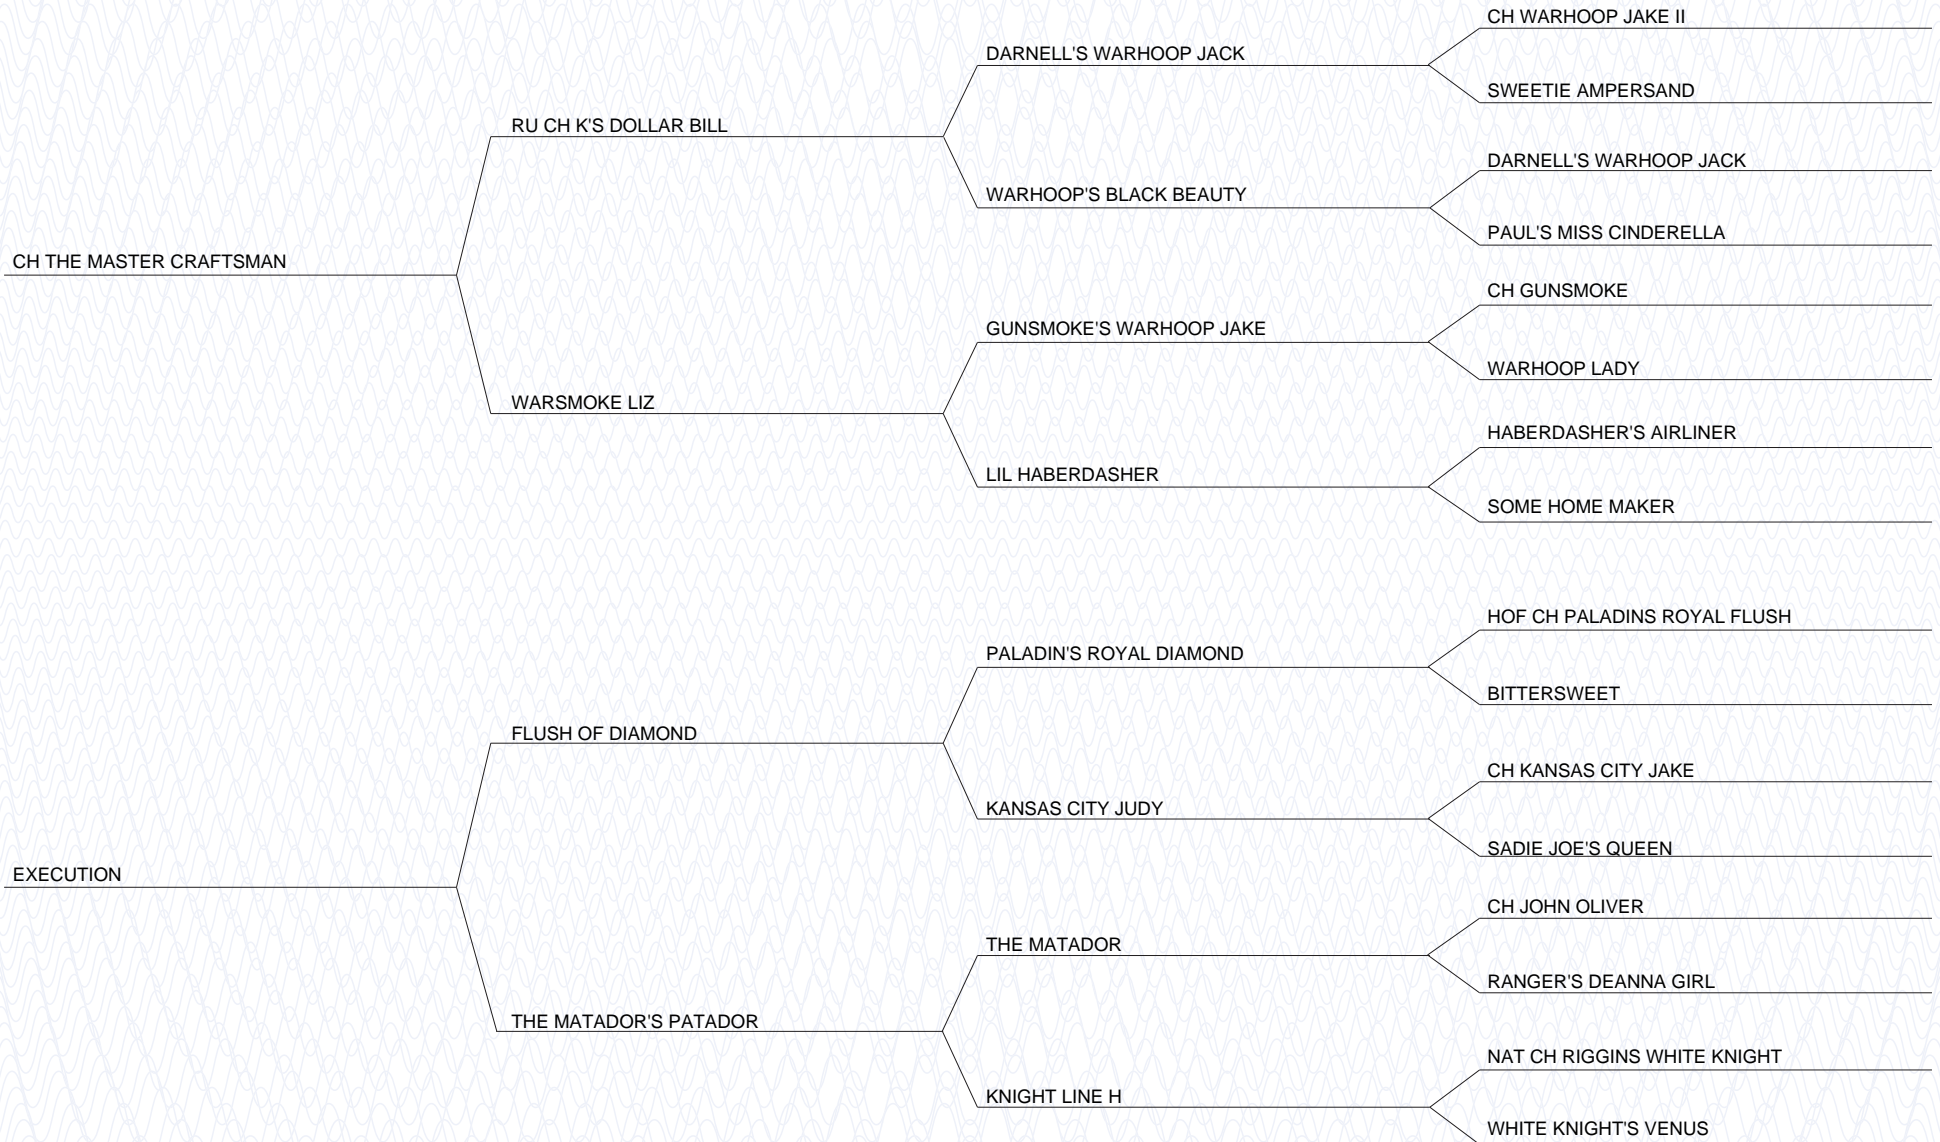 CH WARHOOP JAKE II
DARNELL'S WARHOOP JACK
SWEETIE AMPERSAND
RU CH K'S DOLLAR BILL
DARNELL'S WARHOOP JACK
WARHOOP'S BLACK BEAUTY
PAUL'S MISS CINDERELLA
CH THE MASTER CRAFTSMAN
CH GUNSMOKE
GUNSMOKE'S WARHOOP JAKE
WARHOOP LADY
WARSMOKE LIZ
HABERDASHER'S AIRLINER
LIL HABERDASHER
SOME HOME MAKER
HOF CH PALADINS ROYAL FLUSH
PALADIN'S ROYAL DIAMOND
BITTERSWEET
FLUSH OF DIAMOND
CH KANSAS CITY JAKE
KANSAS CITY JUDY
SADIE JOE'S QUEEN
EXECUTION
CH JOHN OLIVER
THE MATADOR
RANGER'S DEANNA GIRL
THE MATADOR'S PATADOR
NAT CH RIGGINS WHITE KNIGHT
KNIGHT LINE H
WHITE KNIGHT'S VENUS